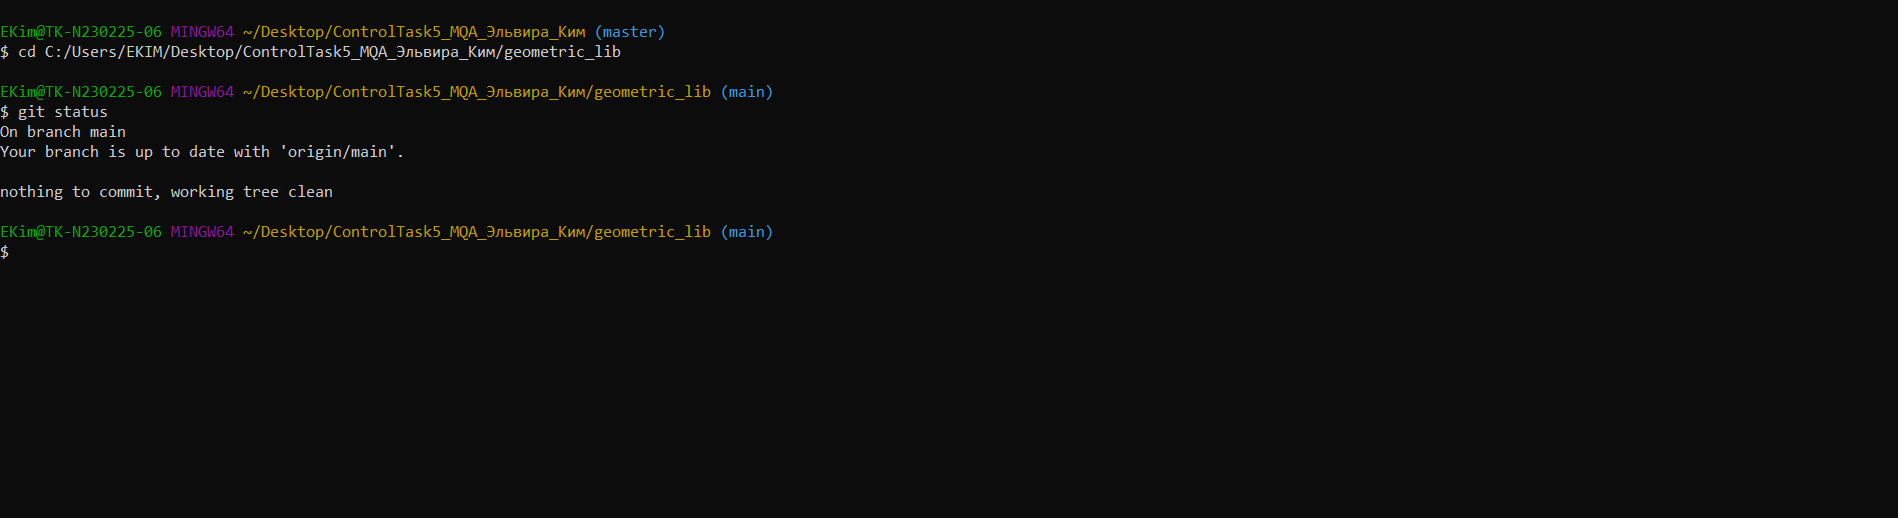 EKim@TK-N230225-06 MINGW64 ~/Desktop/ControlTask5_MQA_Эльвира_Ким (master)
$ cd C:/Users/EKIM/Desktop/ControlTask5_MQA_Эльвира_Ким/geometric_lib
EKim@TK-N230225-06 MINGW64 ~/Desktop/ControlTask5_MQA_Эльвира_Ким/geometric_lib (main)
$ git status
On branch main
Your branch is up to date with 'origin/main'.
nothing to commit, working tree clean
EKim@TK-N230225-06 MINGW64 ~/Desktop/ControlTask5_MQA_Эльвира_Ким/geometric_lib (main)
$